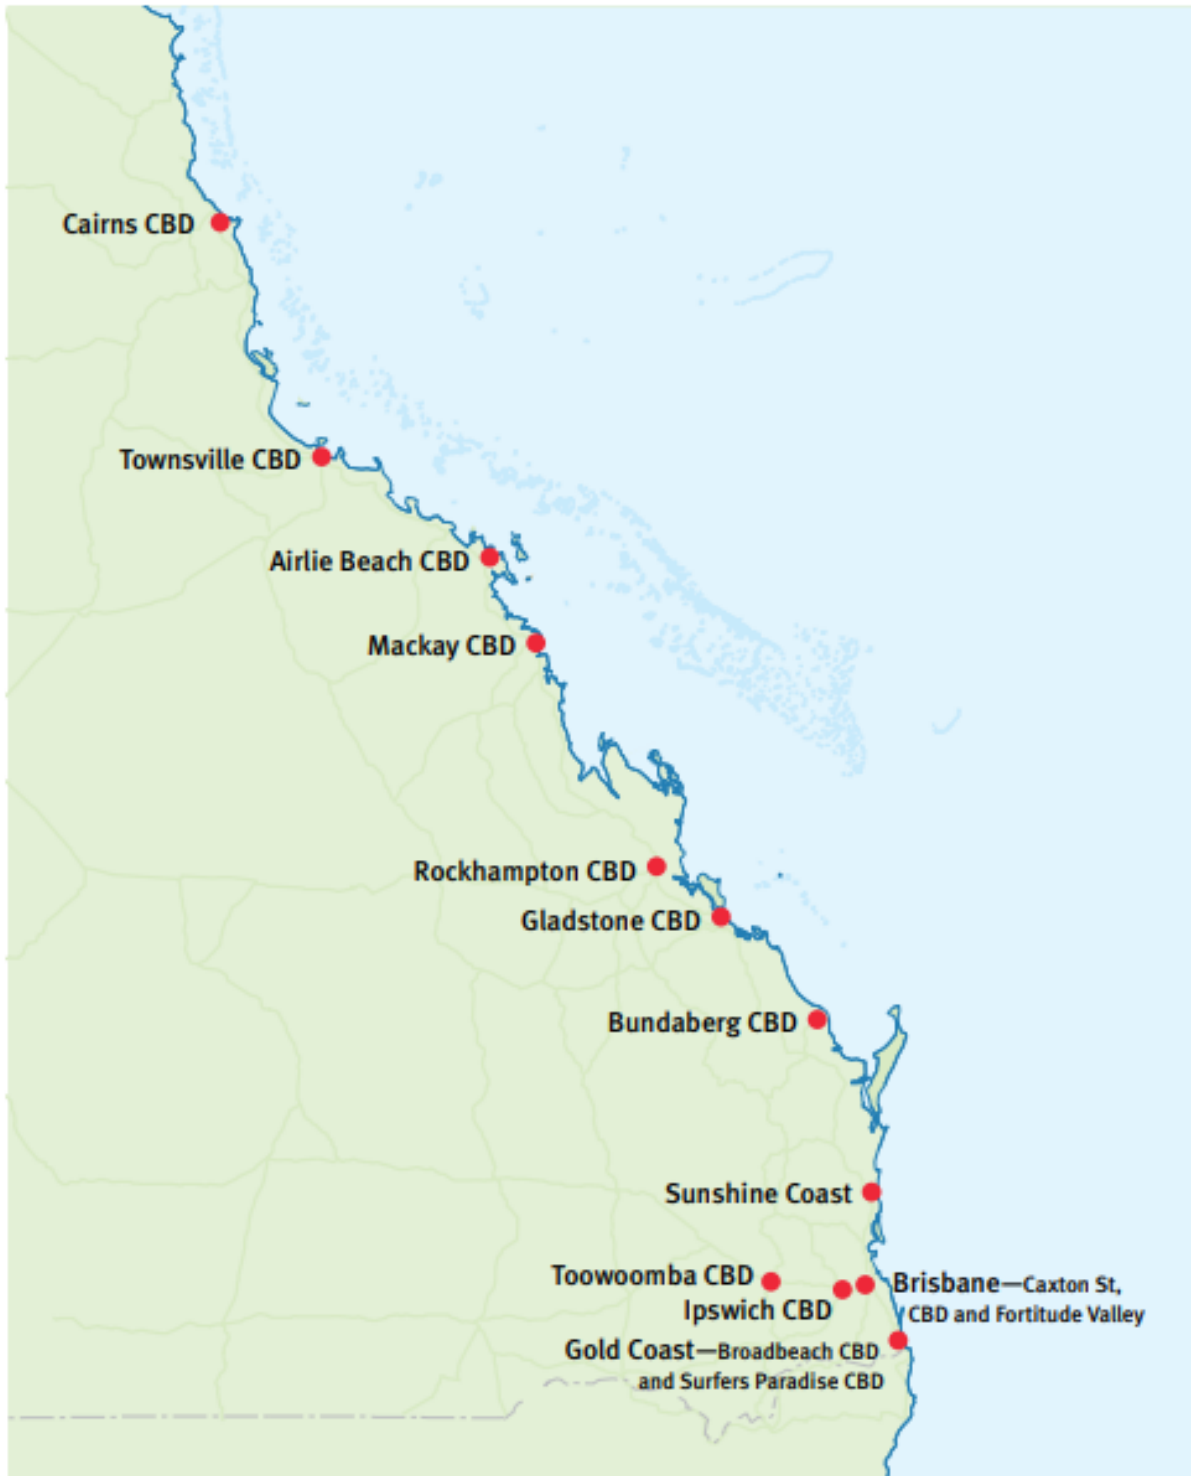 Cairns CBD
Townsville CBD
Airlie Beach CBD
Mackay CBD
Rockhampton CBD
Gladstone CBD
Bundaberg CBD
Sunshine Coast
Toowoomba CBD
Ipswich CBD
Brisbane—Caxton St,
CBD and Fortitude Valley
Gold Coast—Broadbeach CBD
and Surfers Paradise CBD